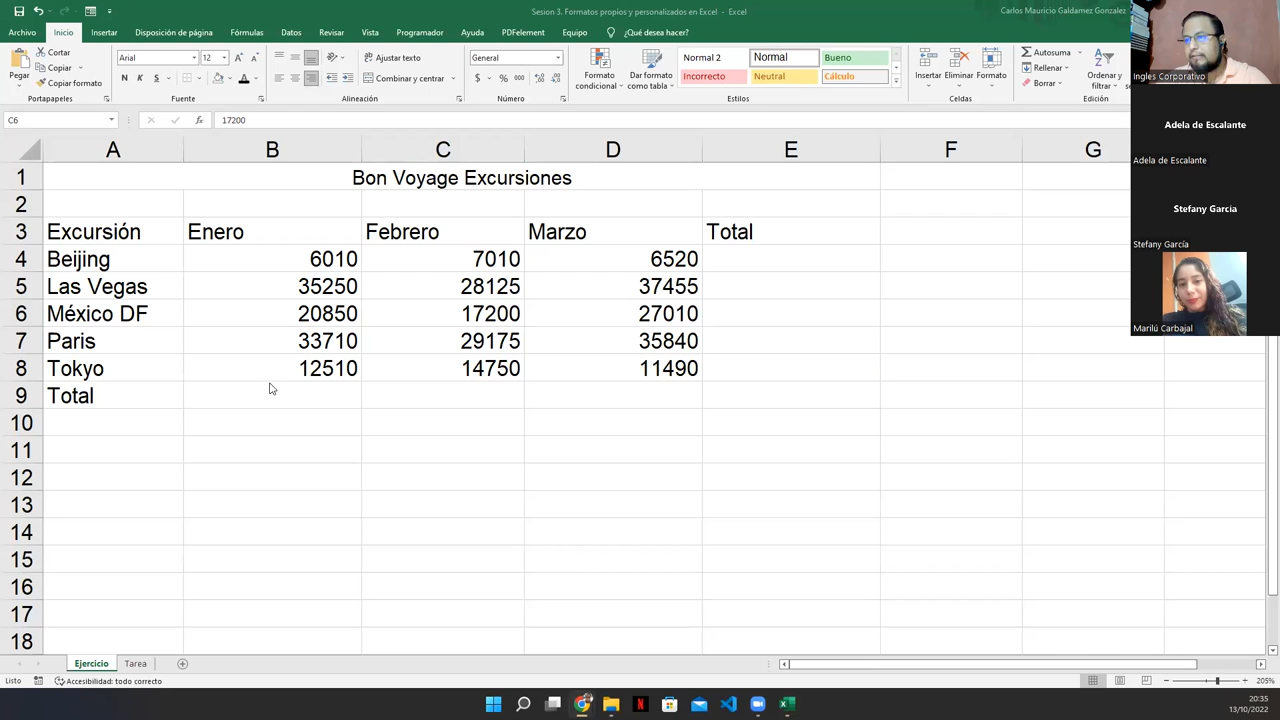 Sesion 3. Formatos propios y personalizados en Excel - Excel
Carlos Mauricio Galdamez Gonzalez
Archivo Inicio Insertar Disposición de página Fórmulas Datos Revisar Vista Programador Ayuda PDFelement Equipo ¿Qué desea hacer?
Pegar
Cortar
Copiar
Copiar formato
Portapapeles
Arial 12
N K S
Fuente
Ajustar texto
Combinar y centrar
Alineación
General
$ % 000
Número
Formato condicional
Dar formato como tabla
Normal 2 Normal Bueno
Incorrecto Neutral Cálculo
Estilos
Insertar Eliminar Formato
Celdas
Autosuma
Rellenar
Borrar
Ordenar y filtrar
Edición
C6 fx 17200
A B C D E F G
1 Bon Voyage Excursiones
2
3 Excursión Enero Febrero Marzo Total
4 Beijing 6010 7010 6520
5 Las Vegas 35250 28125 37455
6 México DF 20850 17200 27010
7 Paris 33710 29175 35840
8 Tokyo 12510 14750 11490
9 Total
10
11
12
13
14
15
16
17
18
Ingles Corporativo
Adela de Escalante
Adela de Escalante
Stefany García
Stefany García
Marilú Carbajal
Ejercicio Tarea
Listo Accesibilidad: todo correcto 205%
20:35
13/10/2022